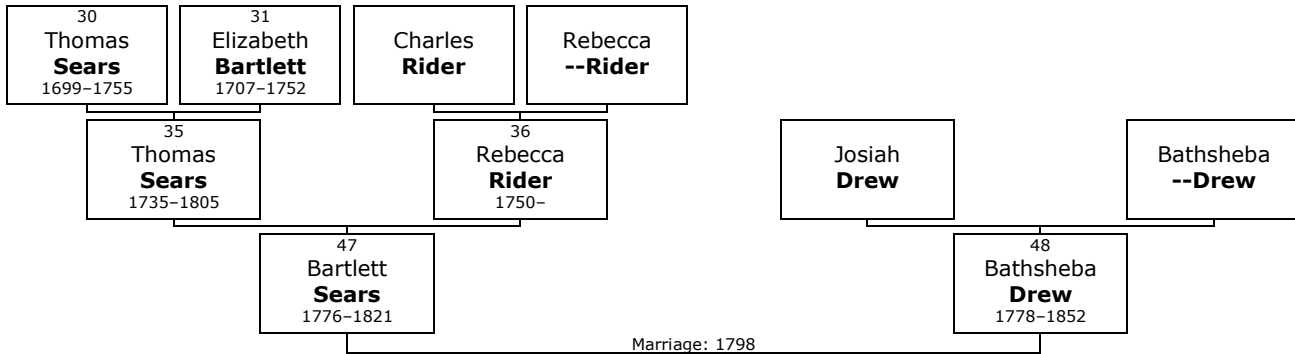 30
Thomas
Sears
1699–1755
31
Elizabeth
Bartlett
1707–1752
Charles
Rider
Rebecca
--Rider
35
Thomas
Sears
1735–1805
36
Rebecca
Rider
1750–
Josiah
Drew
Bathsheba
--Drew
47
Bartlett
Sears
1776–1821
48
Bathsheba
Drew
1778–1852
Marriage: 1798